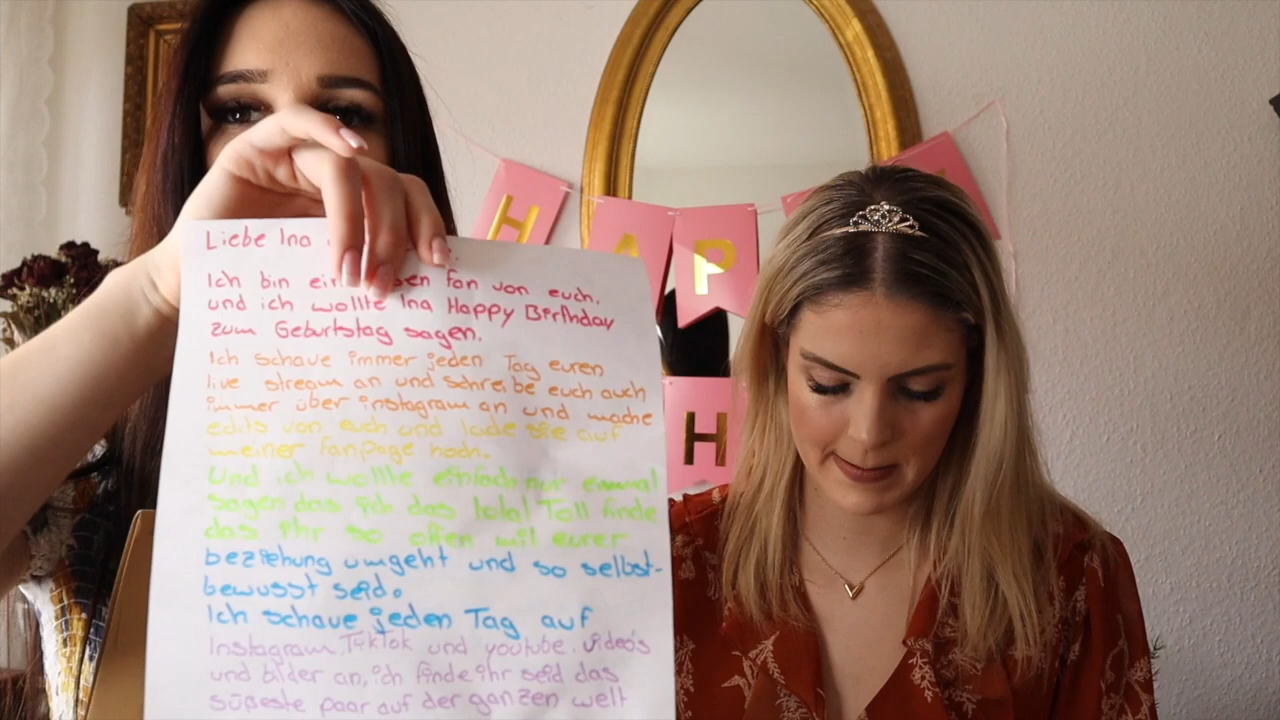 Liebe Ina
Ich bin ein fan von euch.
und ich wollte Ina Happy Birthday
zum Geburtstag sagen.
Ich schaue immer jeden Tag euren
live stream an und schreibe euch auch
immer über instagram an und mache
edits von euch und lade sie auf
meiner Fanpage hoch.
Und ich wollte einfach nur einmal
sagen das ich das total Toll finde
das ihr so offen mit eurer
beziehung umgeht und so selbst-
bewusst seid.
Ich schaue jeden Tag auf
Instagram, TikTok und youtube videos
und bilder an, ich finde ihr seid das
süßeste paar auf der ganzen welt
HAP
H